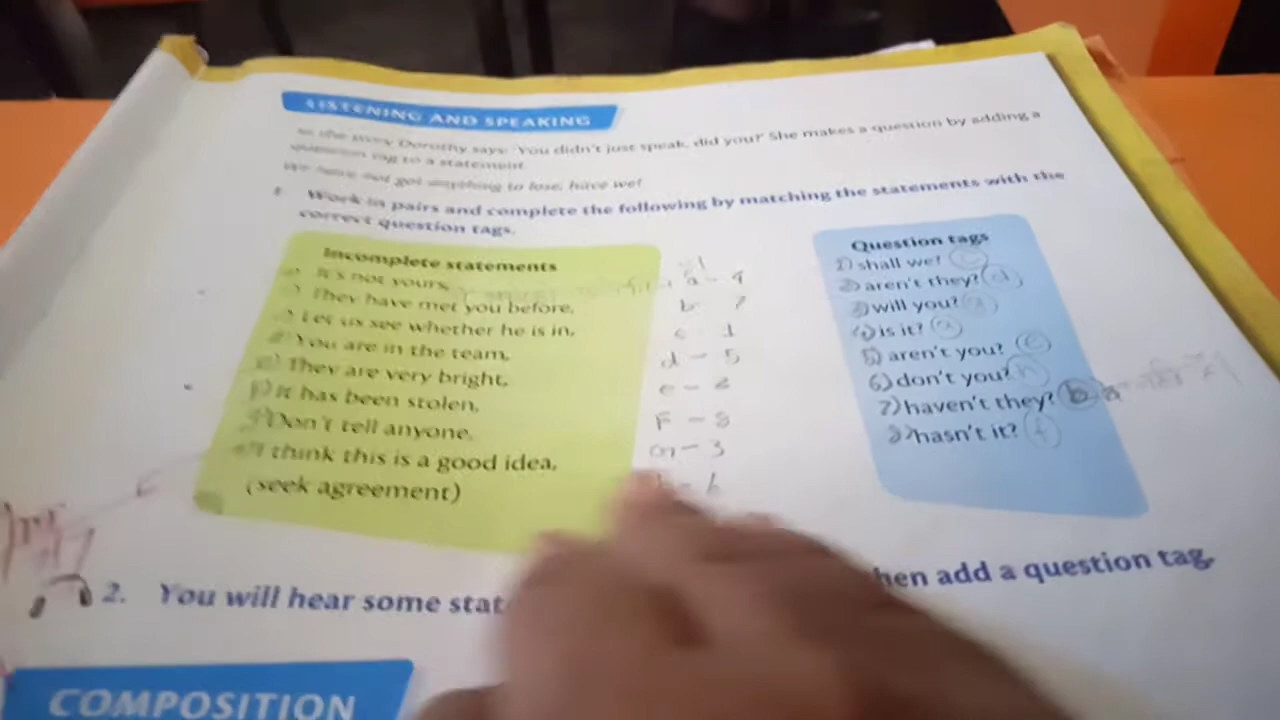 LISTENING AND SPEAKING
Dorothy says 'You didn't just speak, did you?' She makes a question by adding a
question tag to a statement.
We have not got anything to lose, have we?
1. Work in pairs and complete the following by matching the statements with the
correct question tags.
Incomplete statements
It's not yours,
They have met you before,
Let us see whether he is in,
You are in the team,
They are very bright,
It has been stolen,
Don't tell anyone,
I think this is a good idea,
(seek agreement)
a - 4
b 7
c 1
d - 5
e - 2
F - 8
G - 3
h - 6
Question tags
1) shall we? c
2) aren't they? d
3) will you? g
4) is it? a
5) aren't you? e
6) don't you? h
7) haven't they? b
8) hasn't it? f
2. You will hear some stat
hen add a question tag.
COMPOSITION